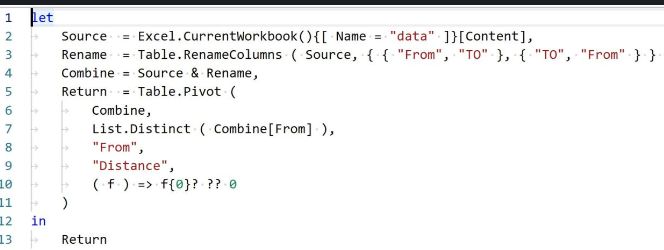 1 let
2 Source = Excel.CurrentWorkbook(){[ Name = "data" ]}[Content],
3 Rename = Table.RenameColumns ( Source, { { "From", "TO" }, { "TO", "From" } }
4 Combine = Source & Rename,
5 Return = Table.Pivot (
6 Combine,
7 List.Distinct ( Combine[From] ),
8 "From",
9 "Distance",
10 ( f ) => f{0}? ?? 0
11 )
12 in
13 Return